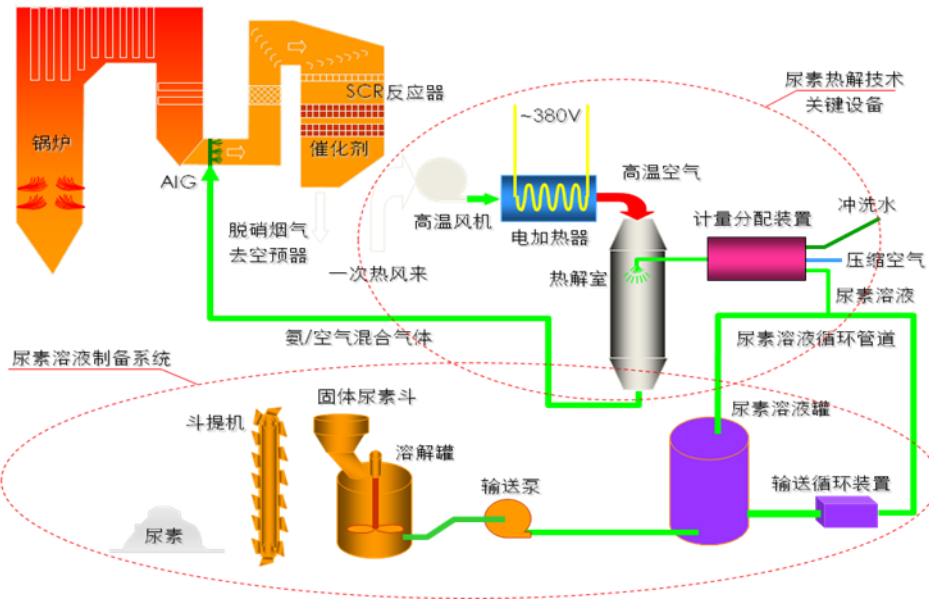 尿素热解技术
关键设备
SCR反应器
~380V
锅炉
催化剂
高温空气
冲洗水
AIG
计量分配装置
脱硝烟气
去空预器
高温风机
电加热器
压缩空气
一次热风来
热解室
尿素溶液
氨/空气混合气体
尿素溶液循环管道
尿素溶液制备系统
固体尿素斗
尿素溶液罐
斗提机
溶解罐
输送泵
输送循环装置
尿素